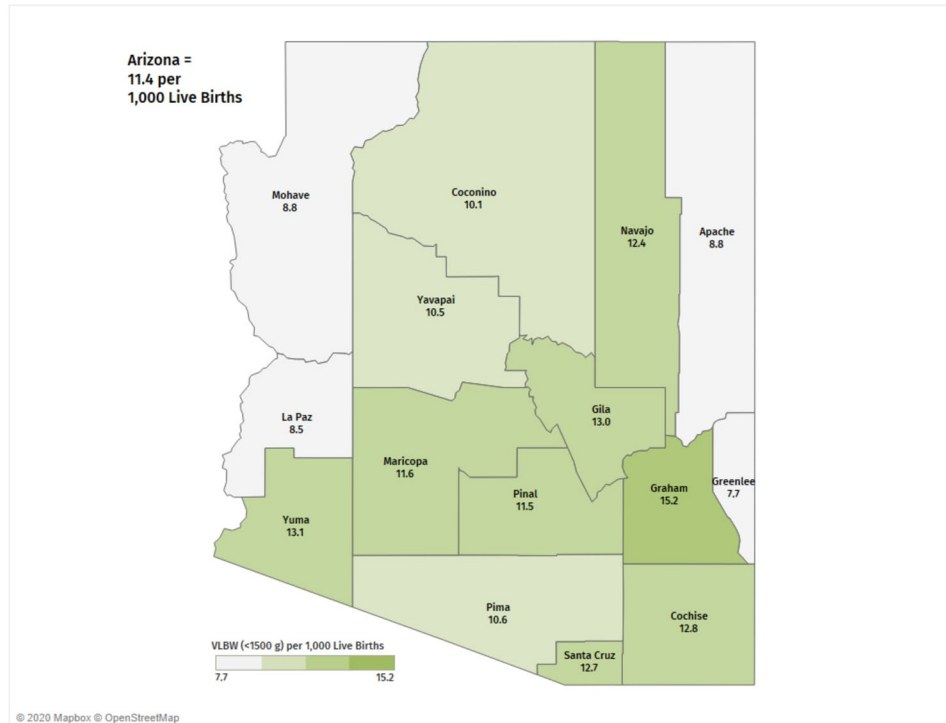 Arizona =
11.4 per
1,000 Live Births
Mohave
8.8
Coconino
10.1
Navajo
12.4
Apache
8.8
Yavapai
10.5
La Paz
8.5
Gila
13.0
Maricopa
11.6
Pinal
11.5
Graham
15.2
Greenlee
7.7
Yuma
13.1
Pima
10.6
Cochise
12.8
Santa Cruz
12.7
VLBW (<1500 g) per 1,000 Live Births
7.7 15.2
© 2020 Mapbox © OpenStreetMap